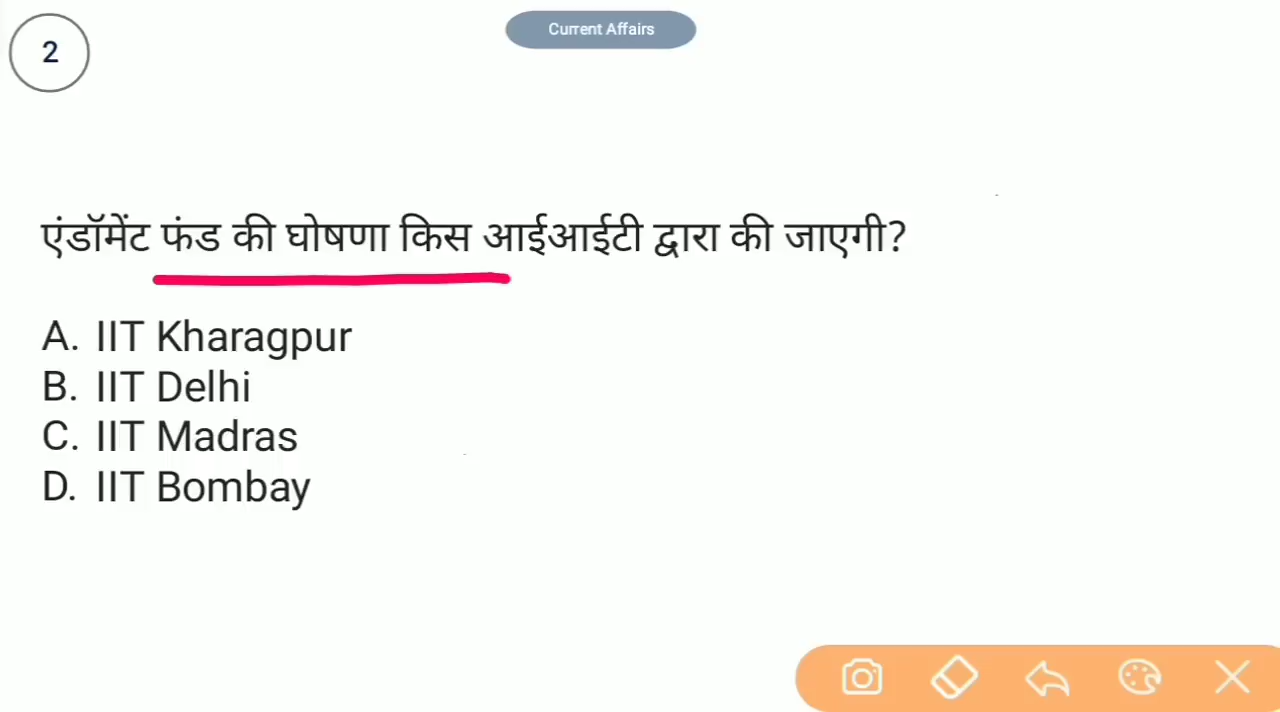 2
Current Affairs
एंडॉमेंट फंड की घोषणा किस आईआईटी द्वारा की जाएगी?
A. IIT Kharagpur
B. IIT Delhi
C. IIT Madras
D. IIT Bombay